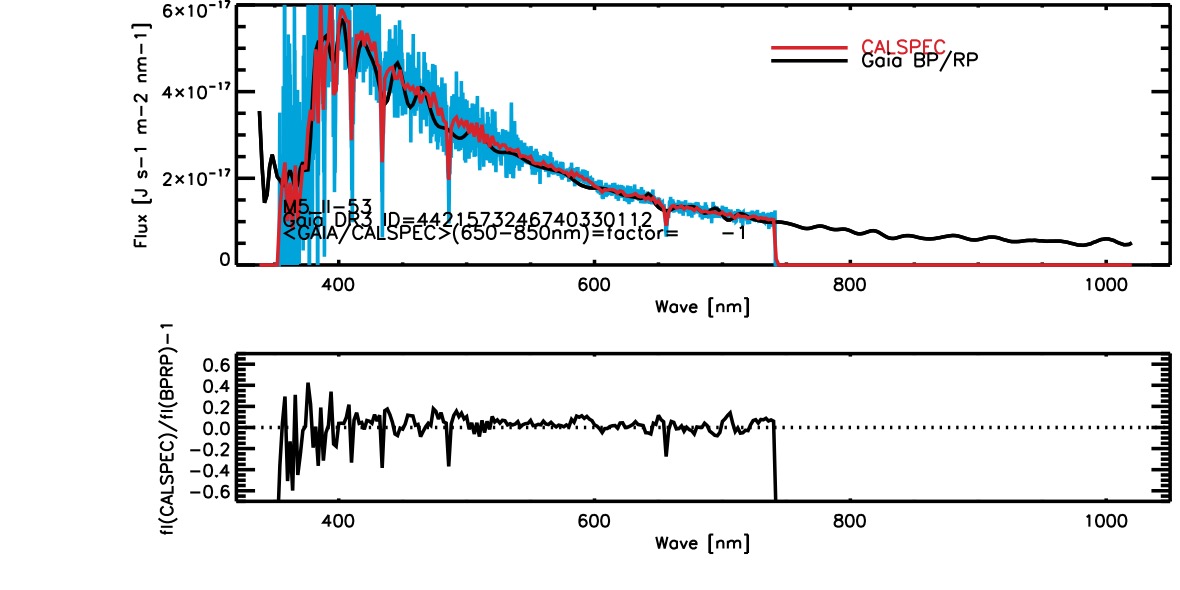 6×10⁻¹⁷
4×10⁻¹⁷
2×10⁻¹⁷
0
Flux [J s−1 m−2 nm−1]
CALSPEC
Gaia BP/RP
M5_II−53
Gaia DR3 ID=4421573246740330112
<GAIA/CALSPEC>(650−850nm)=factor= −1
400 600 800 1000
Wave [nm]
fl(CALSPEC)/fl(BPRP)−1
0.6
0.4
0.2
0.0
−0.2
−0.4
−0.6
400 600 800 1000
Wave [nm]